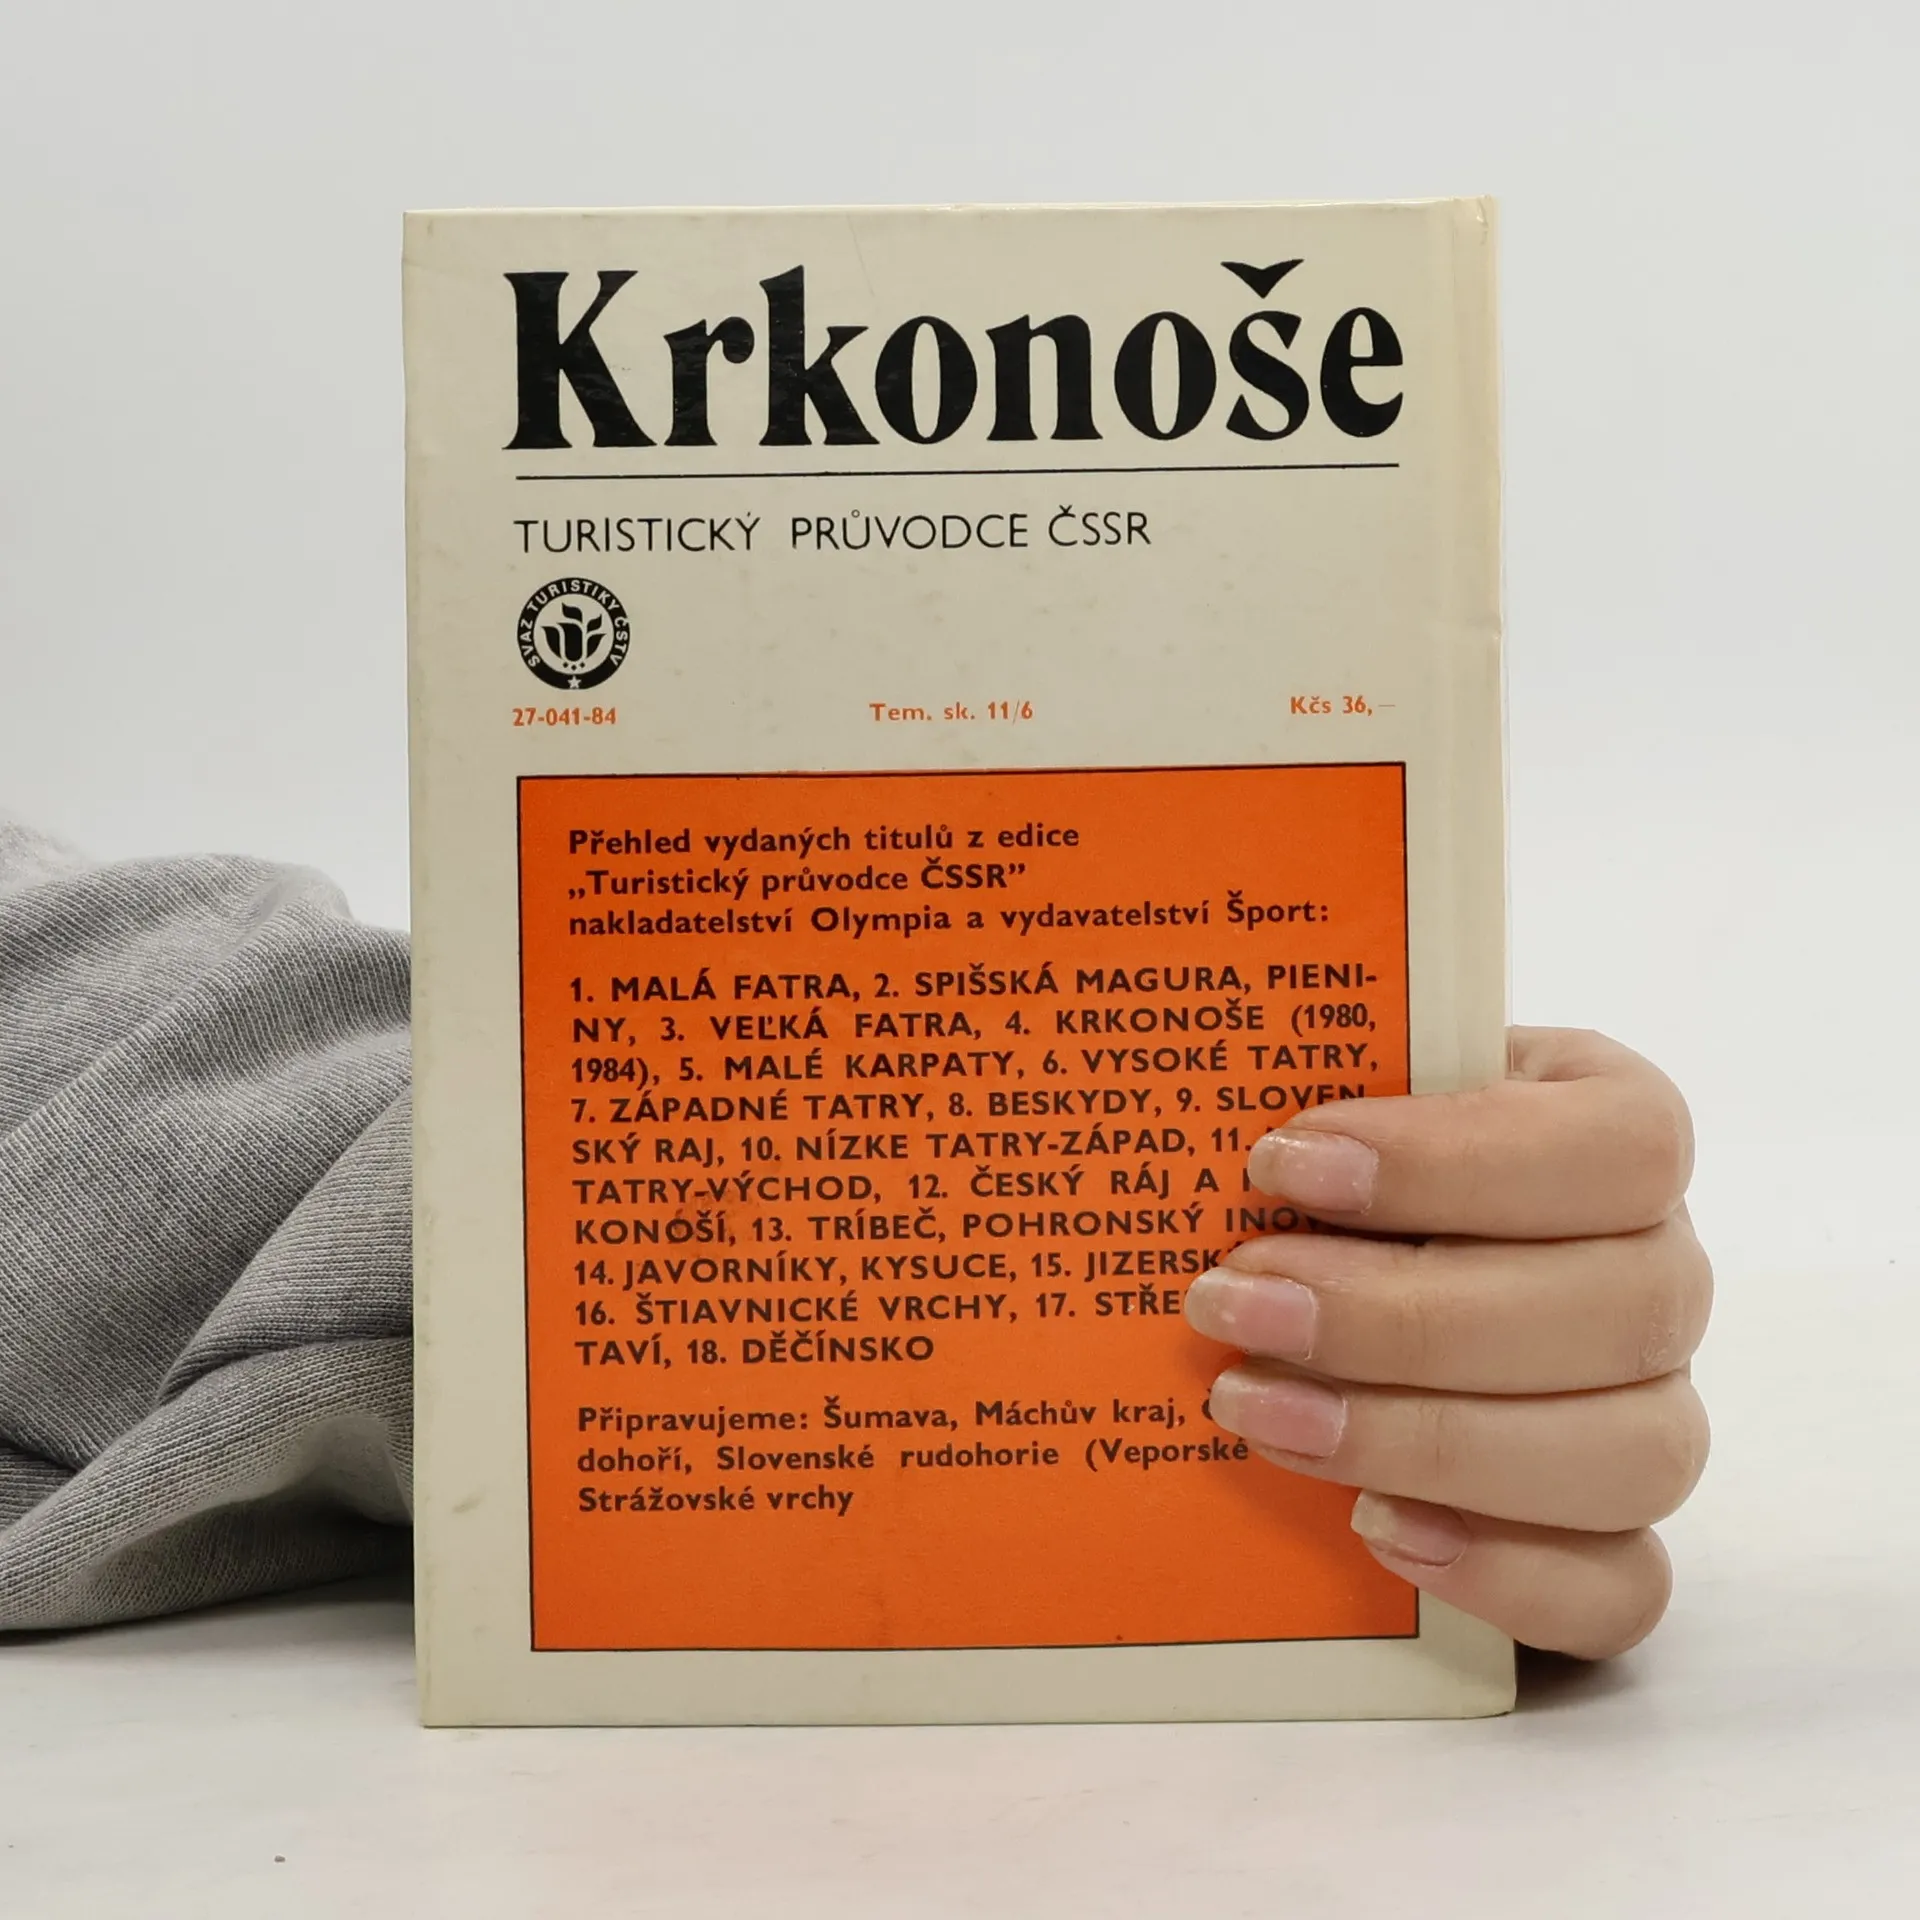 Krkonoše
TURISTICKÝ PRŮVODCE ČSSR
SVAZ TURISTIKY ČSTV
27-041-84 Tem. sk. 11/6 Kčs 36,—
Přehled vydaných titulů z edice
„Turistický průvodce ČSSR”
nakladatelství Olympia a vydavatelství Šport:
1. MALÁ FATRA, 2. SPIŠSKÁ MAGURA, PIENI-
NY, 3. VEĽKÁ FATRA, 4. KRKONOŠE (1980,
1984), 5. MALÉ KARPATY, 6. VYSOKÉ TATRY,
7. ZÁPADNÉ TATRY, 8. BESKYDY, 9. SLOVEN
SKÝ RAJ, 10. NÍZKE TATRY-ZÁPAD, 11.
TATRY-VÝCHOD, 12. ČESKÝ RÁJ A
KONOŠÍ, 13. TRÍBEČ, POHRONSKÝ
14. JAVORNÍKY, KYSUCE, 15.
16. ŠTIAVNICKÉ VRCHY, 17.
TAVÍ, 18. DĚČÍNSKO
Připravujeme: Šumava, Máchův kraj,
dohoří, Slovenské rudohorie (Veporské
Strážovské vrchy